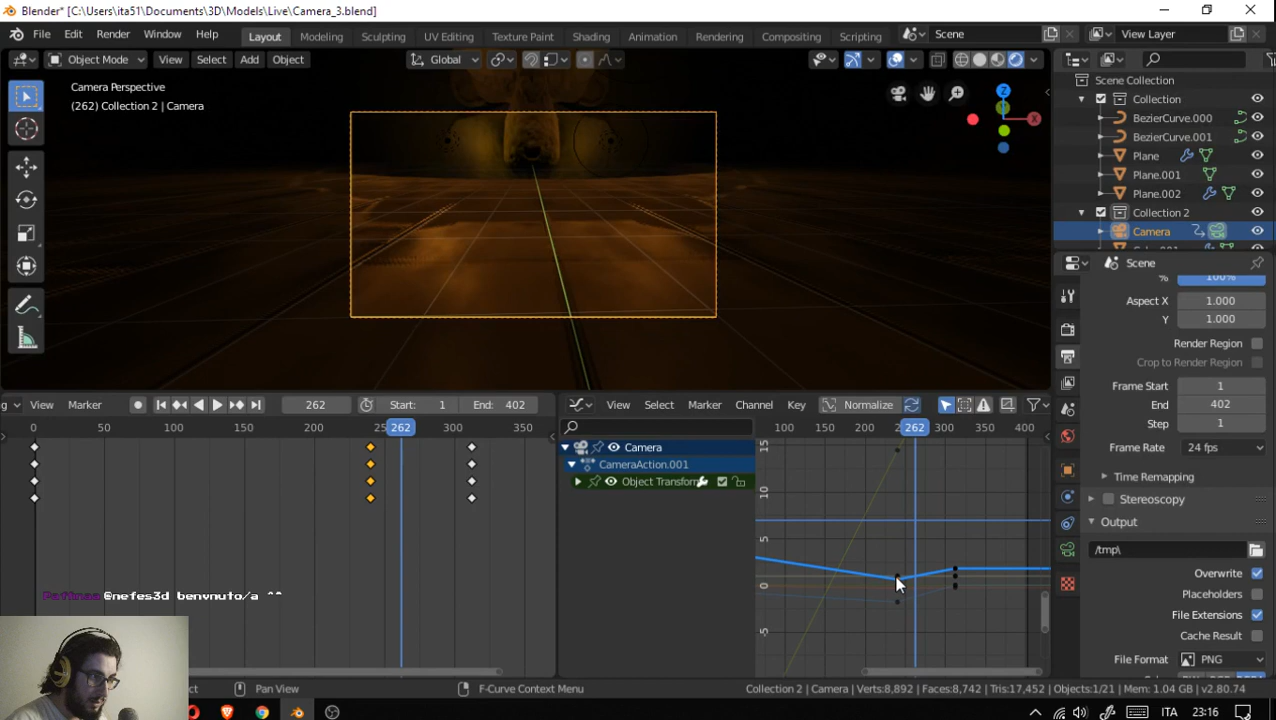 Blender* [C:\Users\ita51\Documents\3D\Models\Live\Camera_3.blend]
File Edit Render Window Help Layout Modeling Sculpting UV Editing Texture Paint Shading Animation Rendering Compositing Scripting Scene View Layer
Object Mode View Select Add Object Global
Camera Perspective
(262) Collection 2 | Camera
Z
X
Scene Collection
Collection
BezierCurve.000
BezierCurve.001
Plane
Plane.001
Plane.002
Collection 2
Camera
Scene
% 100%
Aspect X 1.000
Y 1.000
Render Region
Crop to Render Region
Frame Start 1
End 402
Step 1
Frame Rate 24 fps
Time Remapping
Stereoscopy
Output
/tmp\
Overwrite
Placeholders
File Extensions
Cache Result
File Format PNG
g View Marker 262 Start: 1 End: 402
0 50 100 150 200 25 262 300 350
View Select Marker Channel Key Normalize
100 150 200 2 262 300 350 400
Camera
CameraAction.001
Object Transform
15
10
5
0
-5
@nefes3d benvnuto/a ^^
ct Pan View F-Curve Context Menu
Collection 2 | Camera | Verts:8,892 | Faces:8,742 | Tris:17,452 | Objects:1/21 | Mem: 1.04 GB | v2.80.74
ITA 23:16